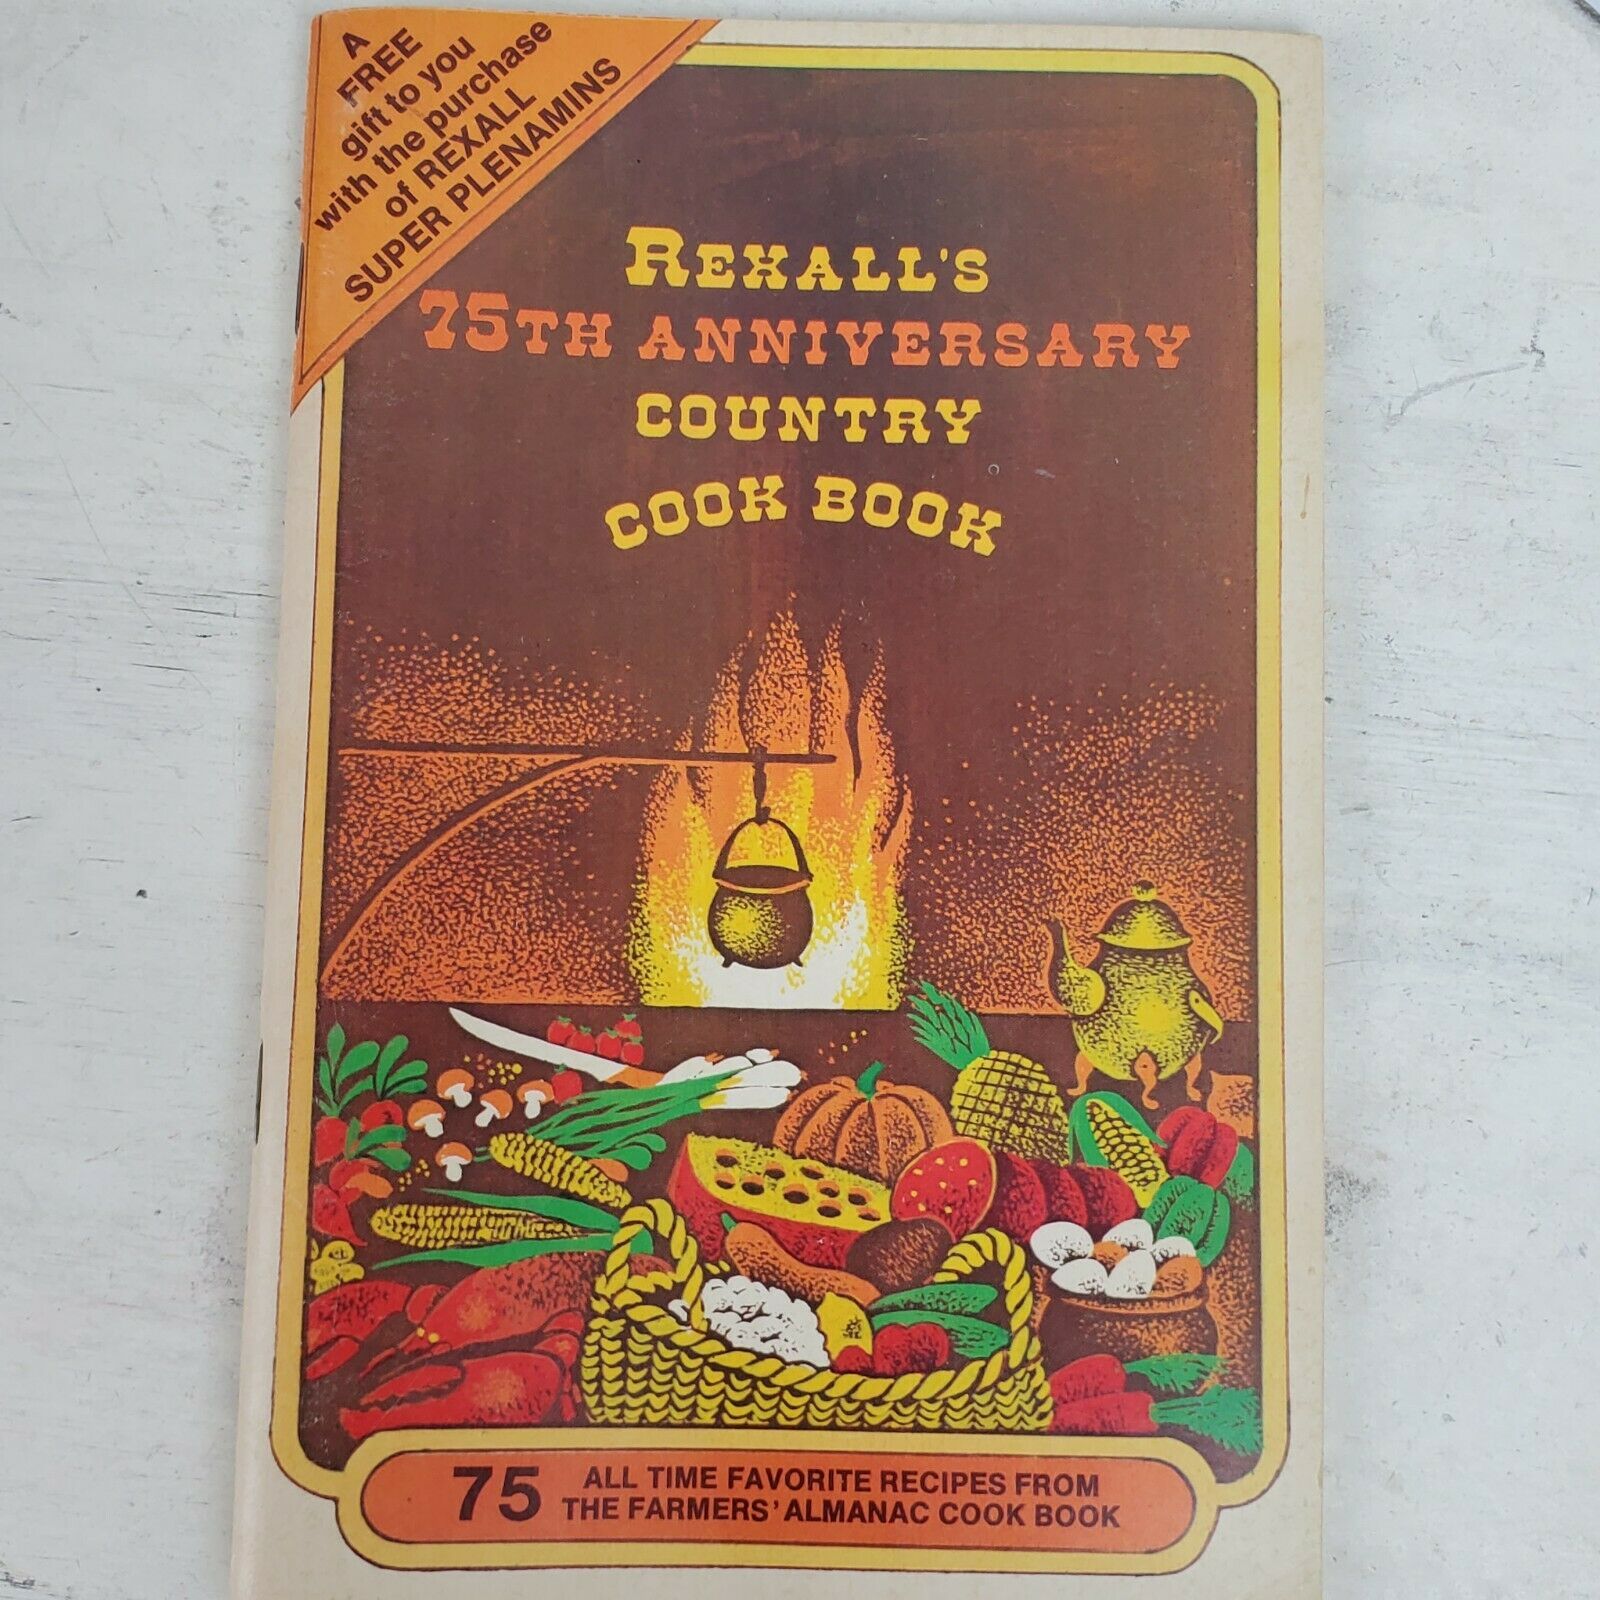 A
FREE
gift to you
with the purchase
of REXALL
SUPER PLENAMINS
REXALL'S
75TH ANNIVERSARY
COUNTRY
COOK BOOK
75 ALL TIME FAVORITE RECIPES FROM
THE FARMERS' ALMANAC COOK BOOK